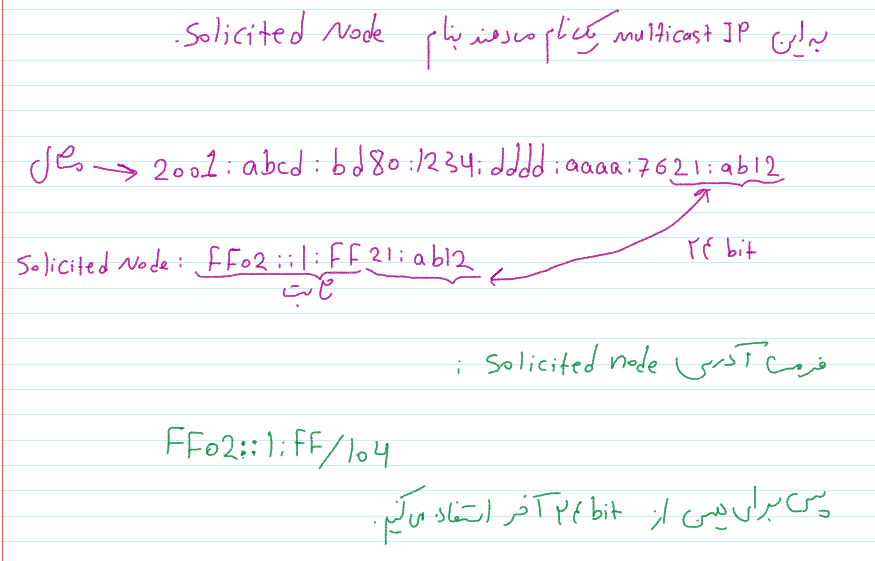 به این multicast IP یک نام میدهند بنام Solicited Node.
مثال → 2001:abcd:bd80:1234:dddd:aaaa:7621:ab12
۲۴ bit
Solicited Node: FF02::1:FF21:ab12
ثابت
فرمت آدرس Solicited node :
FF02::1:FF/104
پس برای یس از ۲۴ bit آخر استفاده می کنیم.